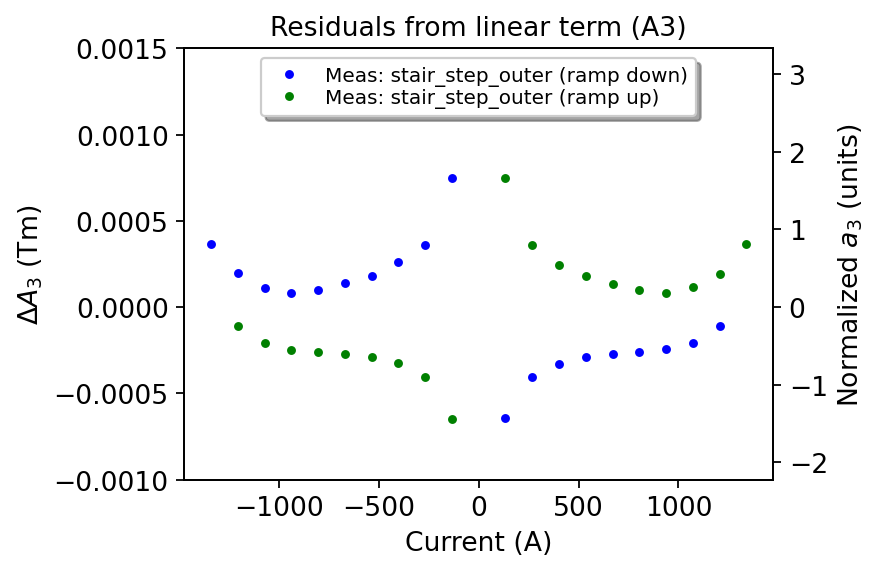 Residuals from linear term (A3)
Meas: stair_step_outer (ramp down)
Meas: stair_step_outer (ramp up)
0.0015
0.0010
0.0005
0.0000
−0.0005
−0.0010
ΔA₃ (Tm)
3
2
1
0
−1
−2
Normalized a₃ (units)
−1000 −500 0 500 1000
Current (A)